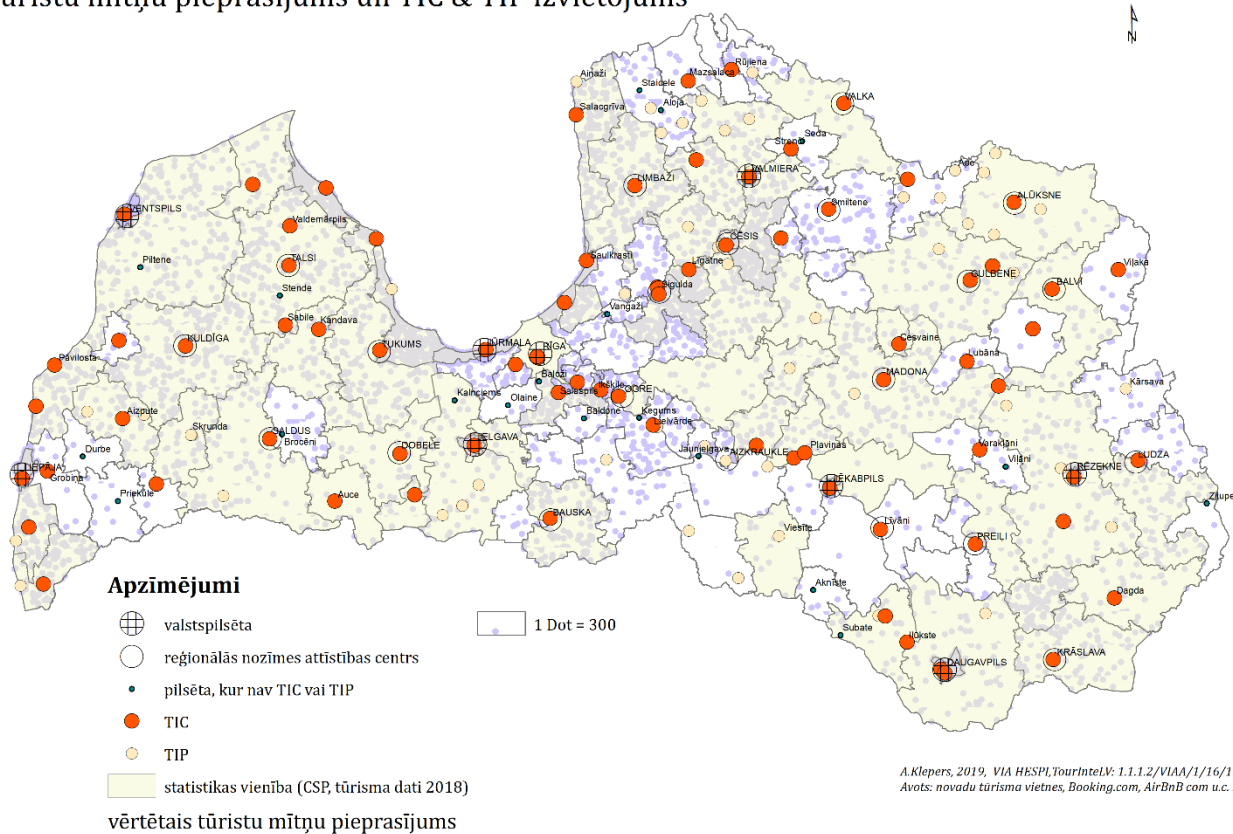 tūristu mītņu pieprasījums un TIC & TIP izvietojums
N
Ainaži
Staicele
Mazsalaca
Rūjiena
Aloja
Salacgrīva
VALKA
Seda
Strenči
VALMIERA
LIMBAŽI
Smiltene
Ape
ALŪKSNE
VENTSPILS
Valdemārpils
Piltene
TALSI
Stende
CĒSIS
Līgatne
Saulkrasti
Sigulda
Vangaži
GULBENE
BALVI
Viļaka
Sabile
Kandava
KULDĪGA
TUKUMS
JŪRMALA
RĪGA
Cesvaine
Lubāna
MADONA
Pāvilosta
Kalnciems
Baloži
Olaine
Salaspils
Ikšķile
OGRE
Baldone
Ķegums
Lielvārde
Kārsava
Aizpute
Skrunda
SALDUS
Brocēni
DOBELE
JELGAVA
Jaunjelgava
AIZKRAUKLE
Pļaviņas
Varakļāni
Viļāni
LUDZA
Durbe
LIEPĀJA
Grobiņa
Priekule
Auce
BAUSKA
JĒKABPILS
RĒZEKNE
Zilupe
Viesīte
Līvāni
PREIĻI
Aknīste
Dagda
Subate
Ilūkste
DAUGAVPILS
KRĀSLAVA
Apzīmējumi
valstspilsēta
1 Dot = 300
reģionālās nozīmes attīstības centrs
pilsēta, kur nav TIC vai TIP
TIC
TIP
statistikas vienība (CSP, tūrisma dati 2018)
vērtētais tūristu mītņu pieprasījums
A.Klepers, 2019, VIA HESPI,TourInteLV: 1.1.1.2/VIAA/1/16/1
Avots: novadu tūrisma vietnes, Booking.com, AirBnB com u.c.